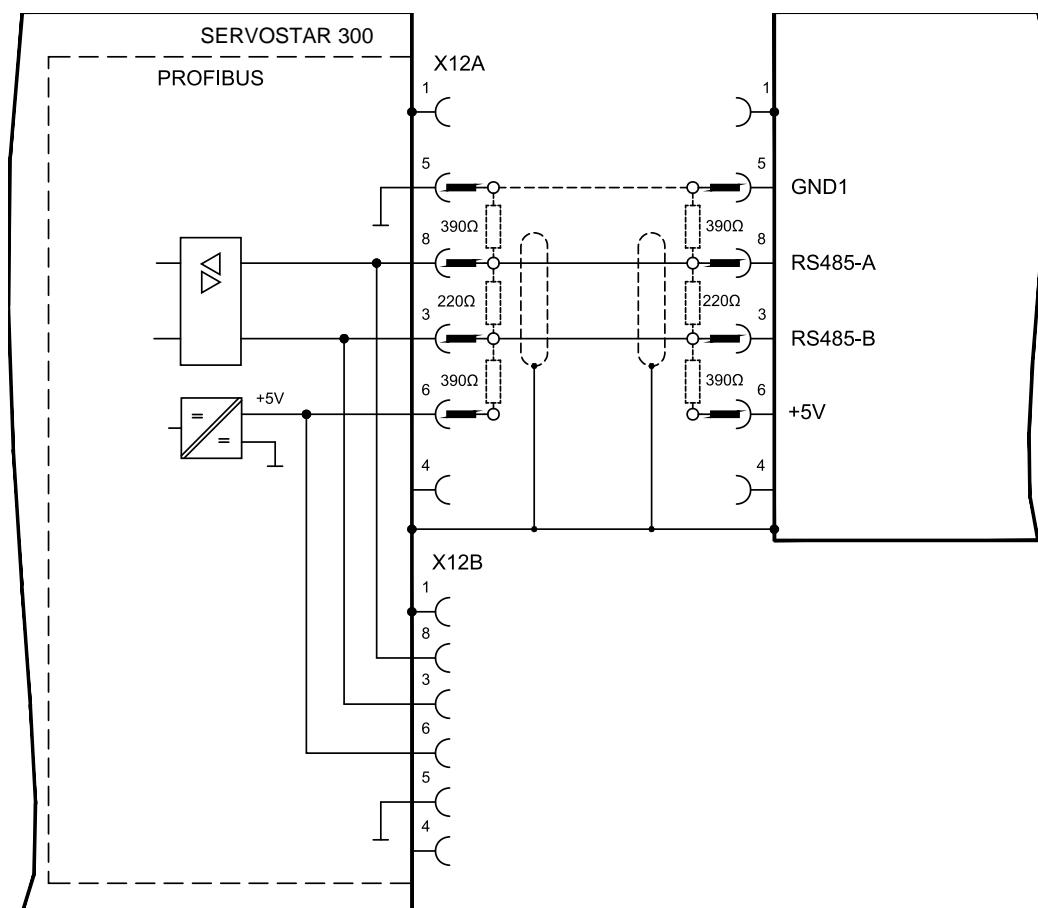 SERVOSTAR 300
PROFIBUS
X12A
1
1
5
5
GND1
390Ω
390Ω
8
8
RS485-A
220Ω
220Ω
3
3
RS485-B
390Ω
390Ω
+5V
6
6
+5V
=
=
4
4
X12B
1
8
3
6
5
4